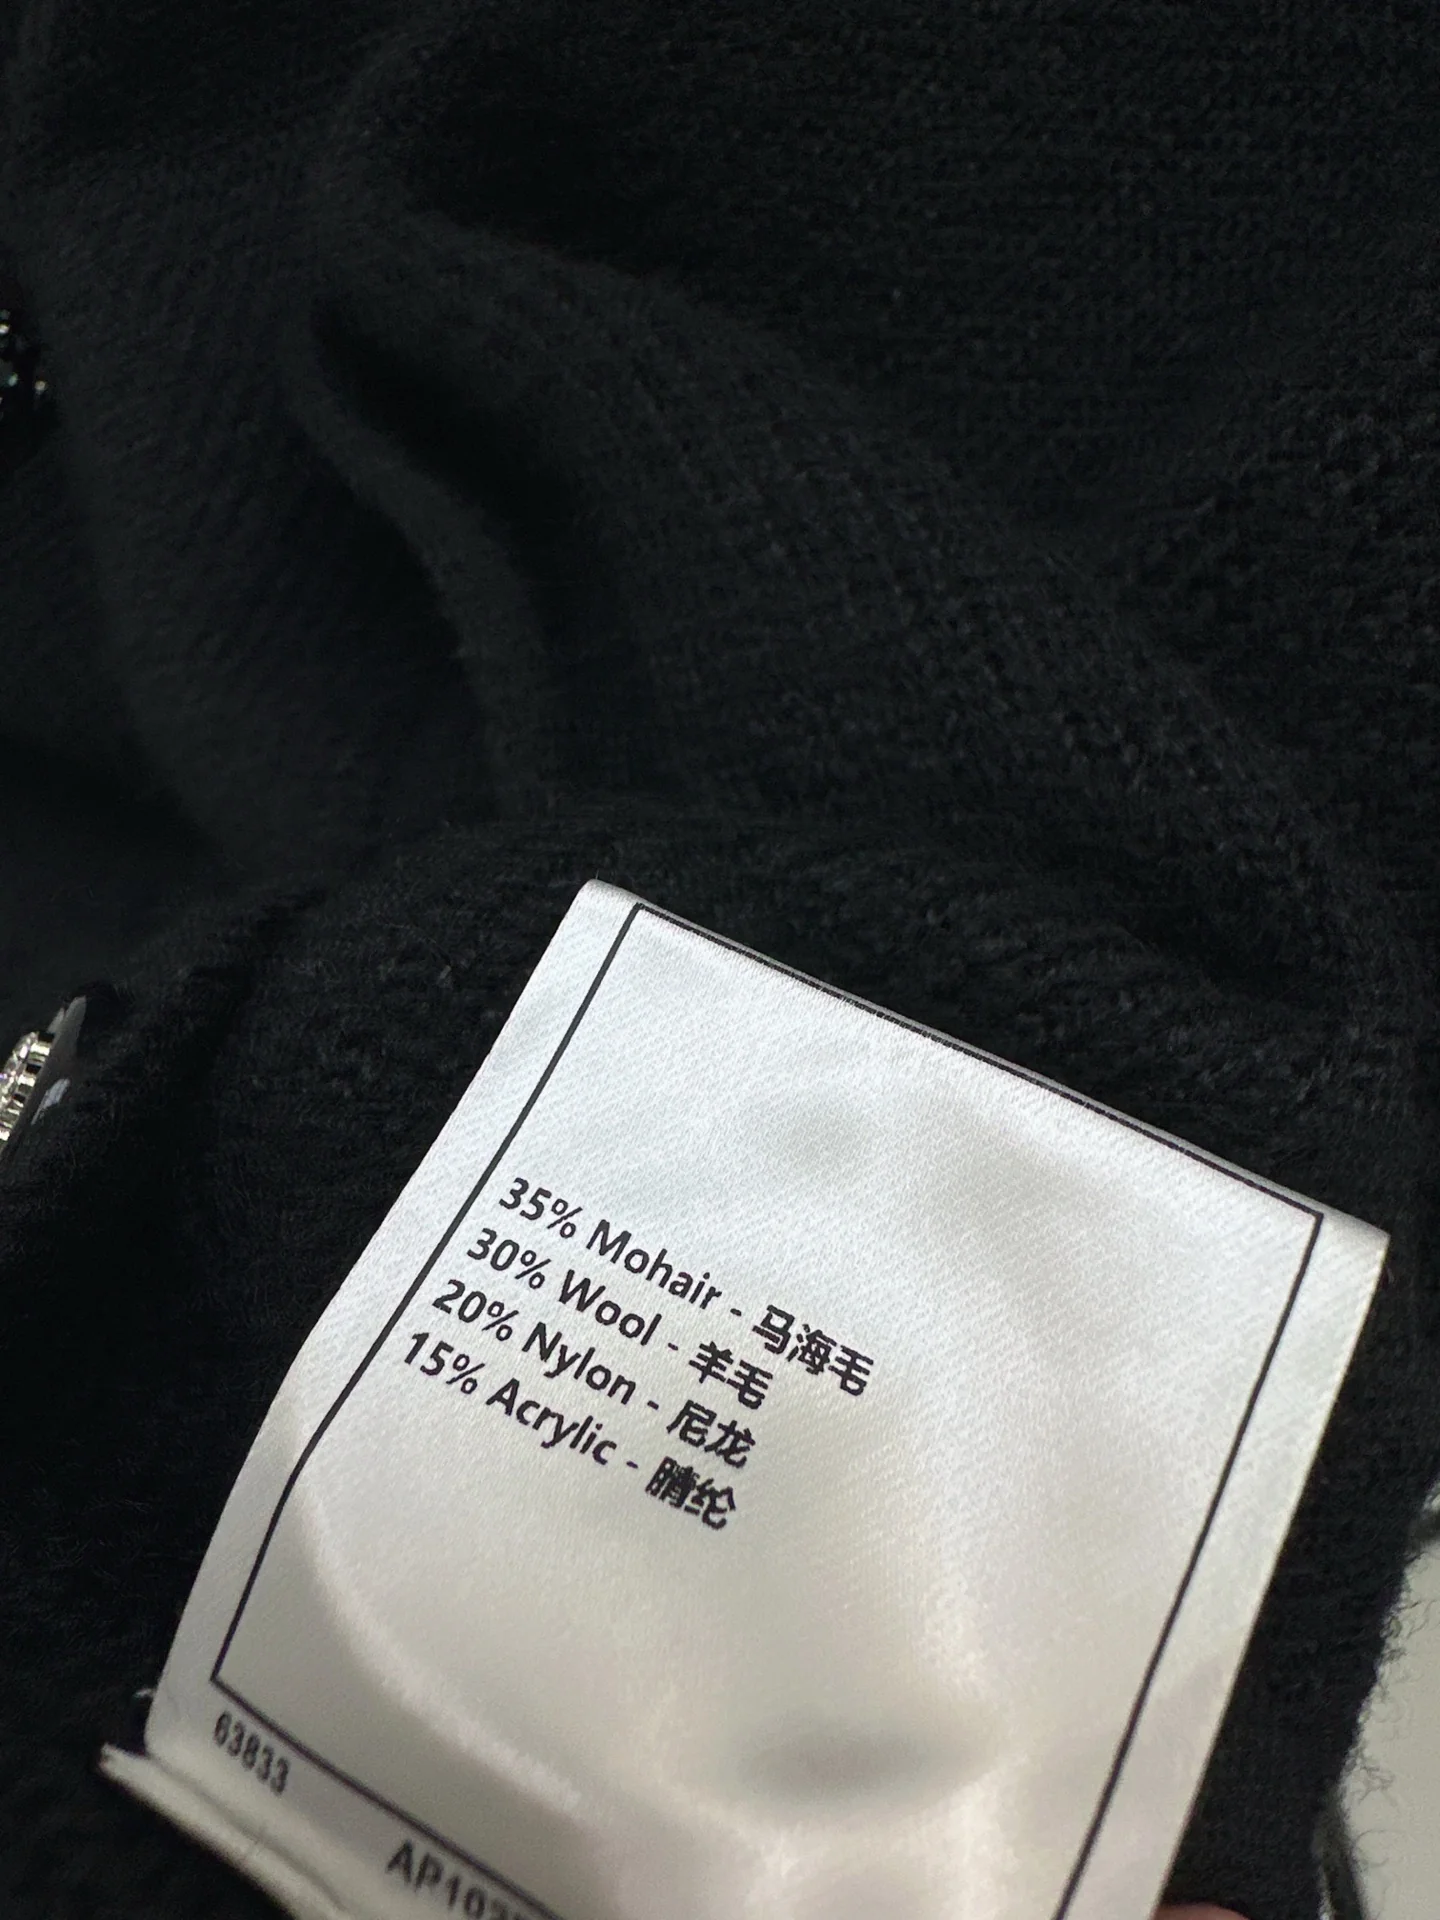 35% Mohair - 马海毛
30% Wool - 羊毛
20% Nylon - 尼龙
15% Acrylic - 腈纶
63833